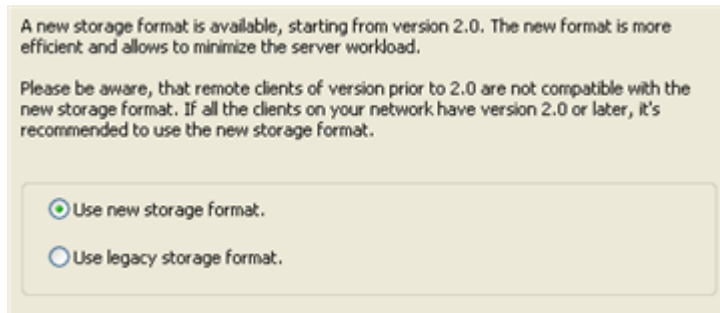 A new storage format is available, starting from version 2.0. The new format is more
efficient and allows to minimize the server workload.
Please be aware, that remote clients of version prior to 2.0 are not compatible with the
new storage format. If all the clients on your network have version 2.0 or later, it's
recommended to use the new storage format.
Use new storage format.
Use legacy storage format.